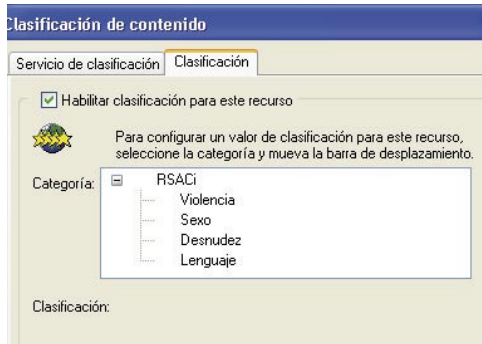 Clasificación de contenido
Servicio de clasificación Clasificación
Habilitar clasificación para este recurso
Para configurar un valor de clasificación para este recurso,
seleccione la categoría y mueva la barra de desplazamiento.
Categoría:
RSACi
Violencia
Sexo
Desnudez
Lenguaje
Clasificación: